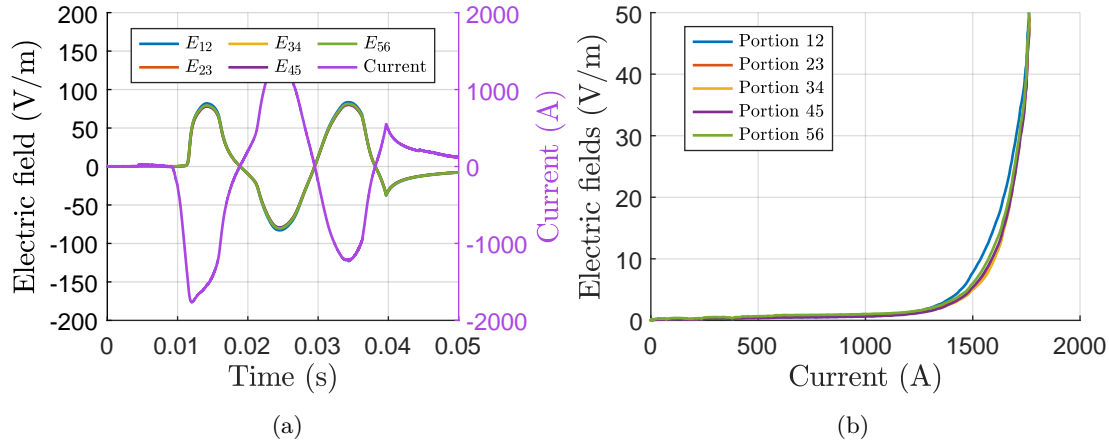 200
150
100
50
0
-50
-100
-150
-200
Electric field (V/m)
E12 E34 E56
E23 E45 Current
2000
1000
0
-1000
-2000
Current (A)
0 0.01 0.02 0.03 0.04 0.05
Time (s)
(a)
50
40
30
20
10
0
Electric fields (V/m)
Portion 12
Portion 23
Portion 34
Portion 45
Portion 56
0 500 1000 1500 2000
Current (A)
(b)